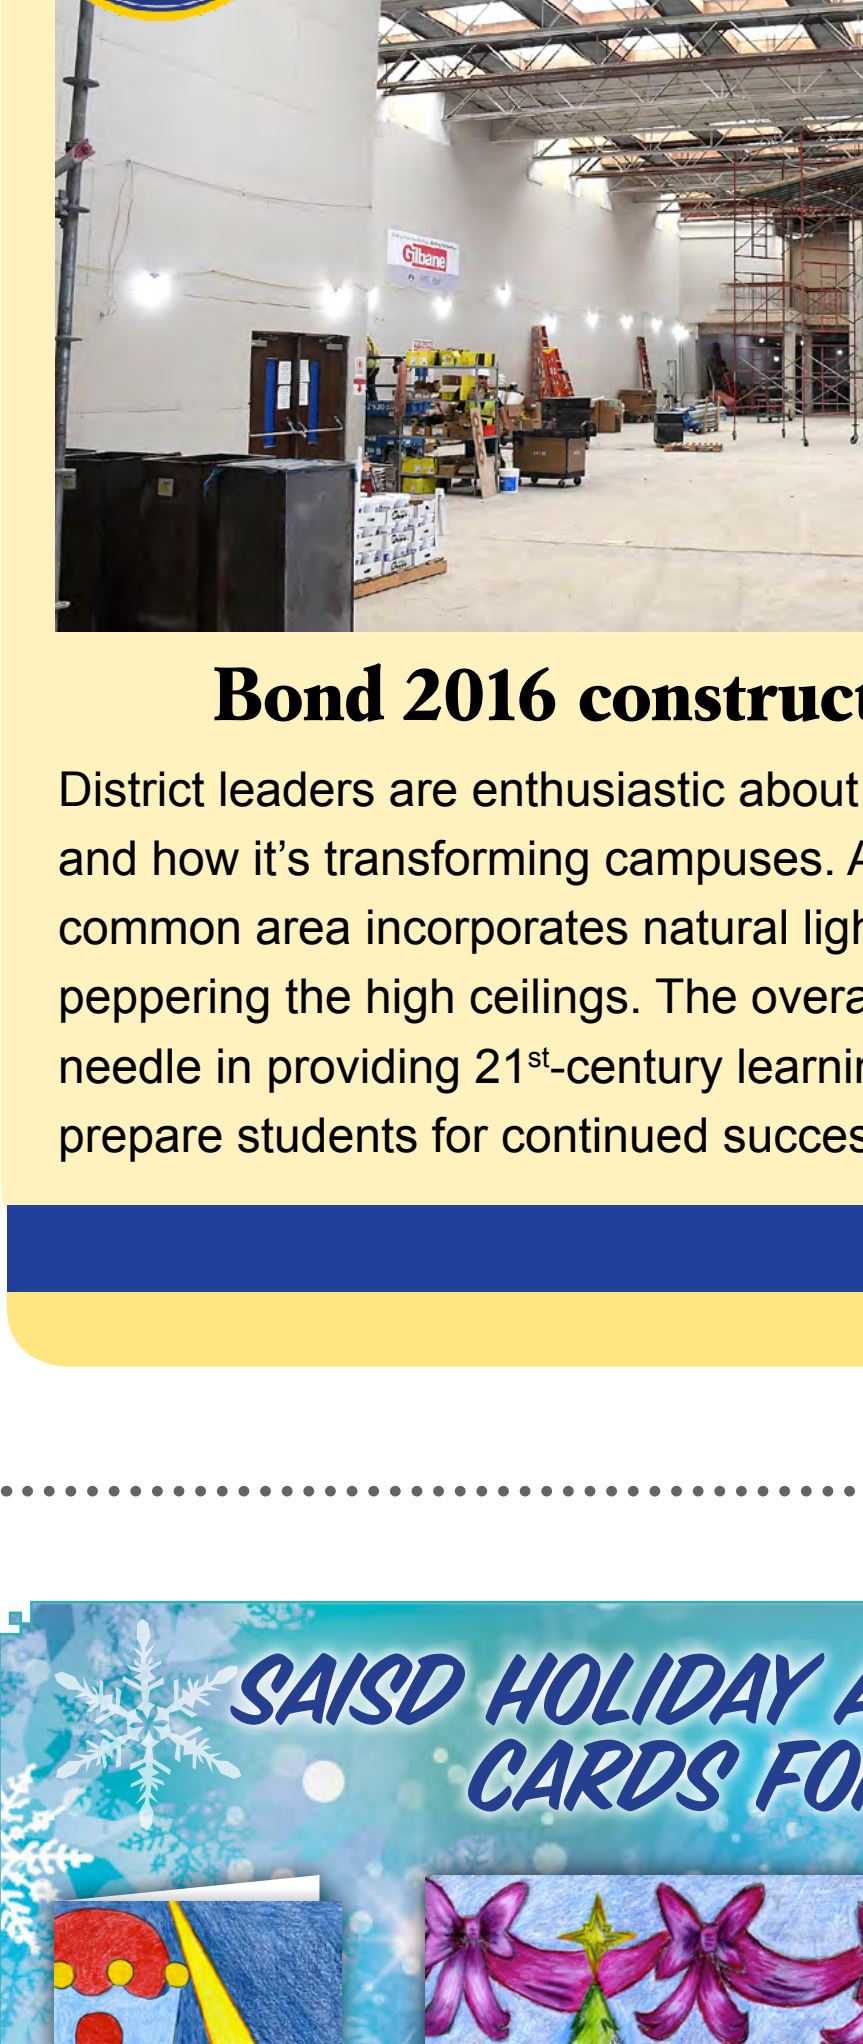 Gilbane
Bond 2016 construct
District leaders are enthusiastic about
and how it’s transforming campuses. A
common area incorporates natural ligh
peppering the high ceilings. The overa
needle in providing 21st-century learnin
prepare students for continued succes
SAISD HOLIDAY A
CARDS FO